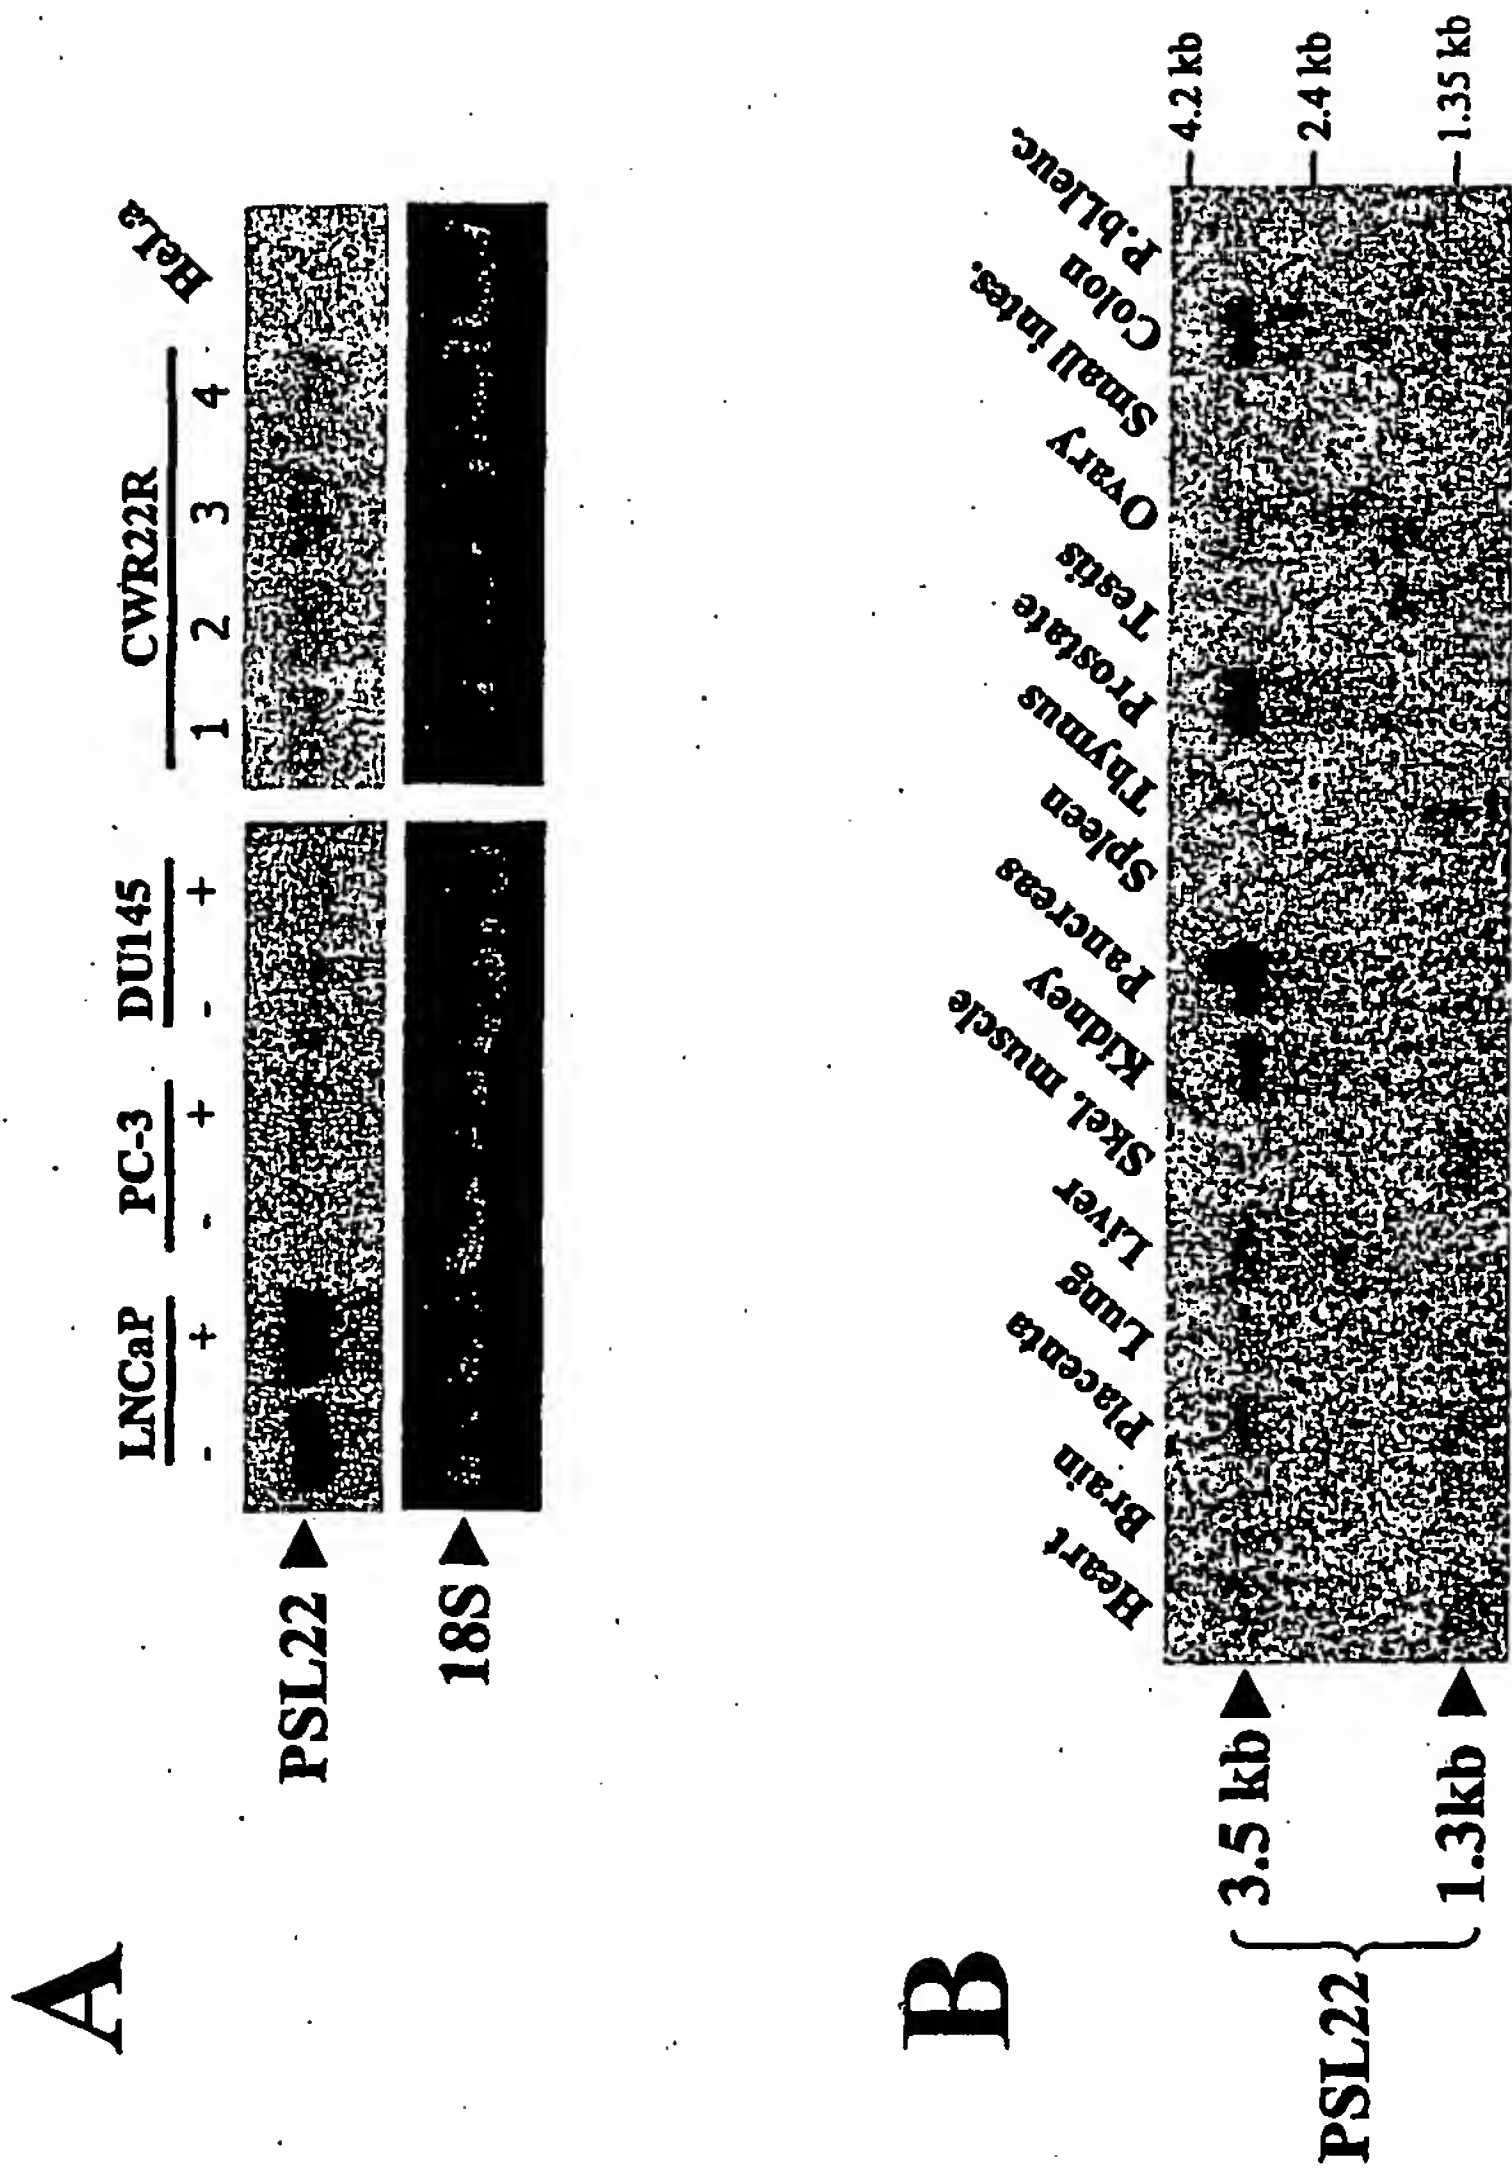 A
LNCaP PC-3 DU145 CWR22R HeLa
- + - + - + 1 2 3 4
PSL22
18S
B
Heart Brain Placenta Lung Liver Skel. muscle Kidney Pancreas Spleen Thymus Prostate Testis Ovary Small intes. Colon P.bl.leuc.
PSL22
3.5 kb
1.3kb
4.2 kb
2.4 kb
1.35 kb